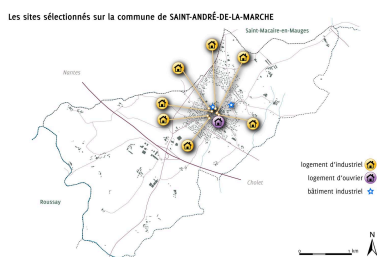 Les sites sélectionnés sur la commune de SAINT-ANDRÉ-DE-LA-MARCHE
Saint-Macaire-en-Mauges
Nantes
logement d'industriel
logement d'ouvrier
Cholet
bâtiment industriel
Roussay
N
0 1 km